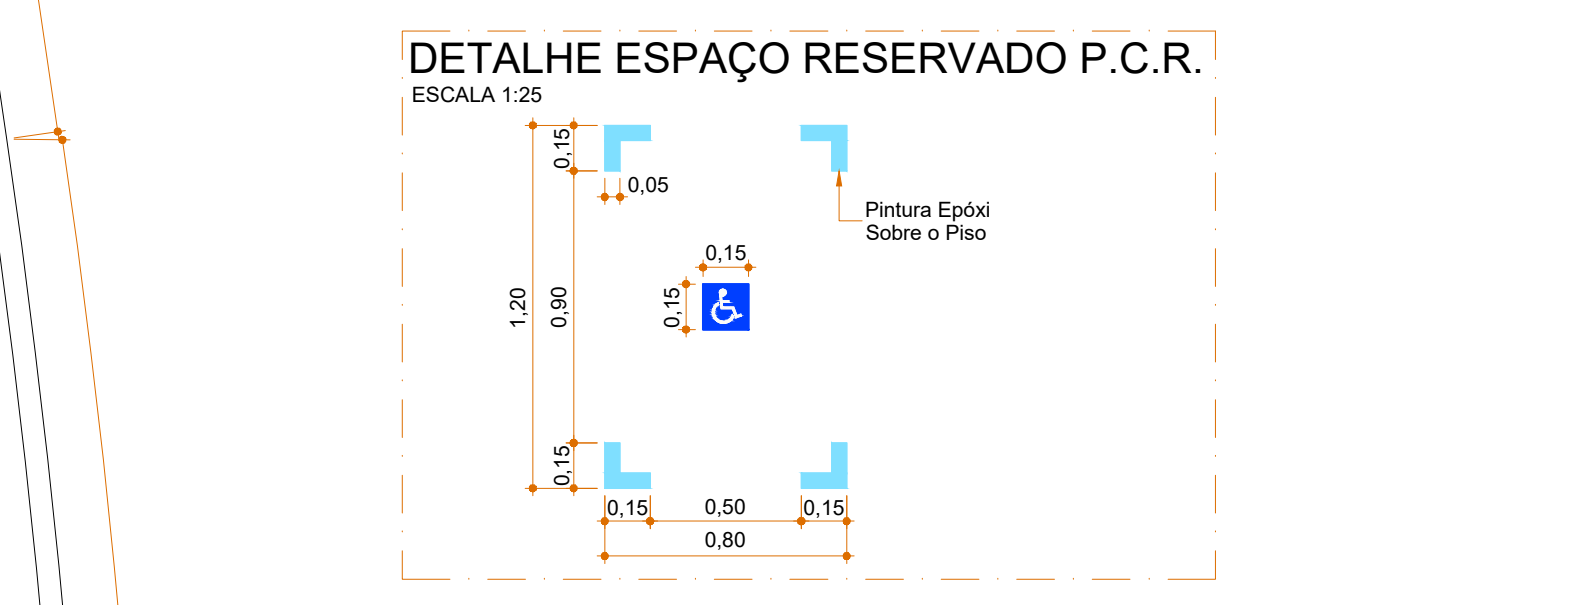 DETALHE ESPAÇO RESERVADO P.C.R.
ESCALA 1:25
0,15
0,05
Pintura Epóxi
Sobre o Piso
0,15
0,15
1,20
0,90
0,15
0,15
0,50
0,15
0,80